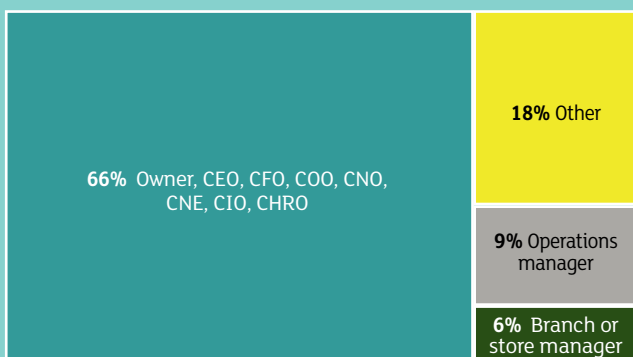 66% Owner, CEO, CFO, COO, CNO,
CNE, CIO, CHRO
18% Other
9% Operations
manager
6% Branch or
store manager